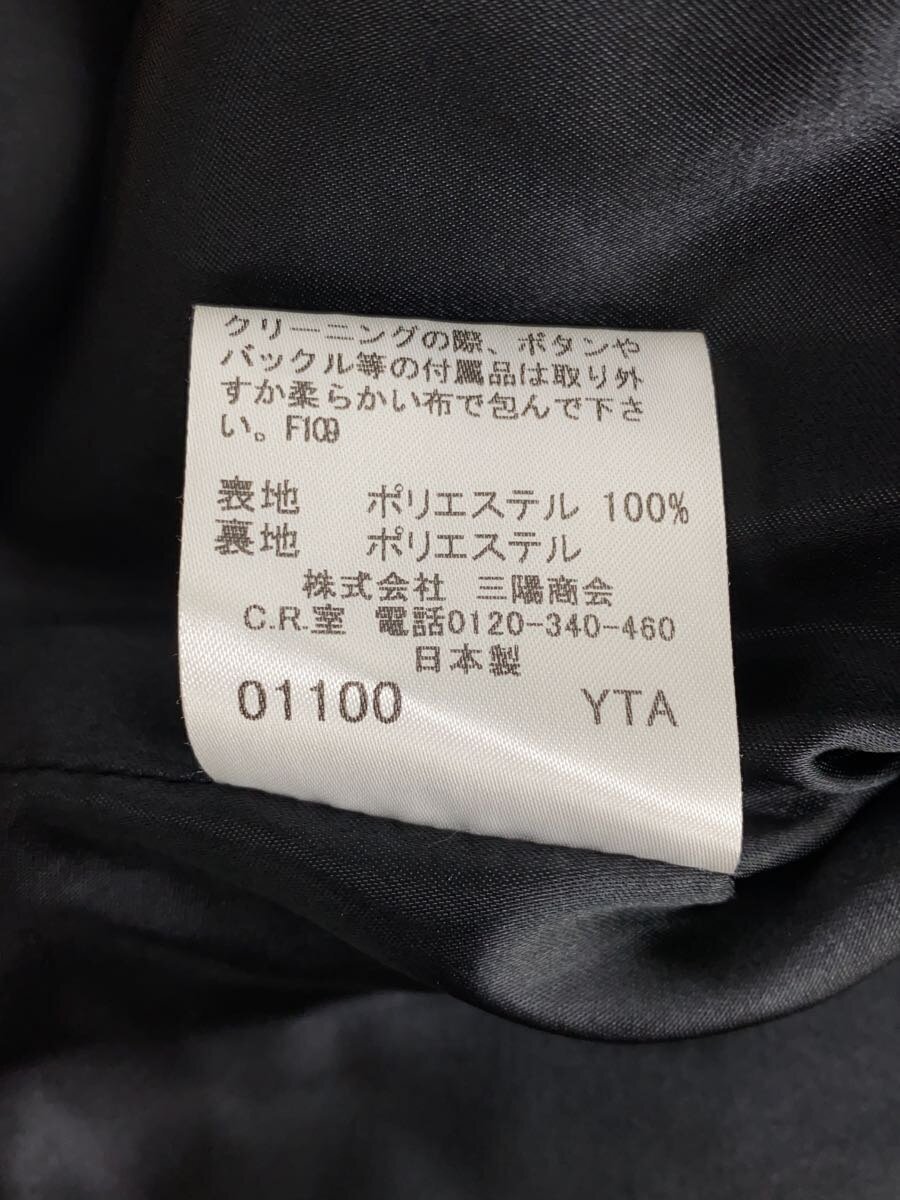 クリーニングの際、ボタンや
バックル等の付属品は取り外
すか柔らかい布で包んで下さ
い。F109
表地 ポリエステル 100%
裏地 ポリエステル
株式会社 三陽商会
C.R.室 電話0120-340-460
日本製
01100 YTA